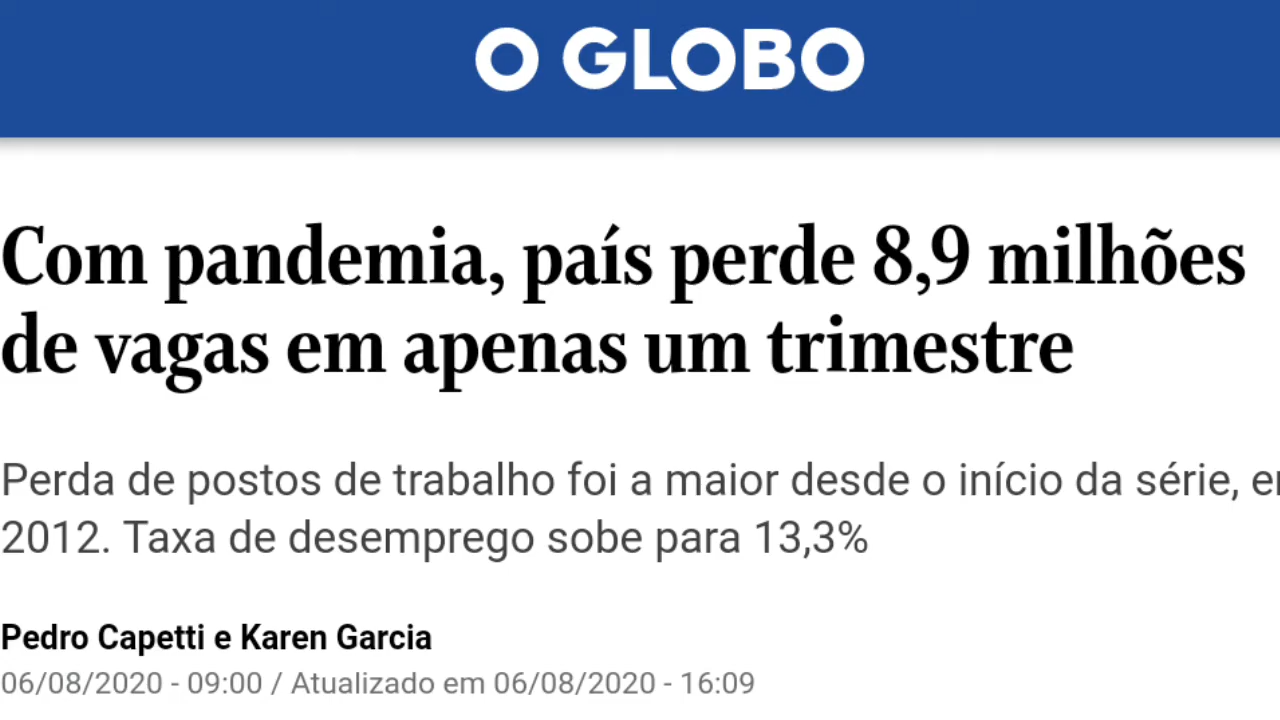 O GLOBO
Com pandemia, país perde 8,9 milhões
de vagas em apenas um trimestre
Perda de postos de trabalho foi a maior desde o início da série,
2012. Taxa de desemprego sobe para 13,3%
Pedro Capetti e Karen Garcia
06/08/2020 - 09:00 / Atualizado em 06/08/2020 - 16:09